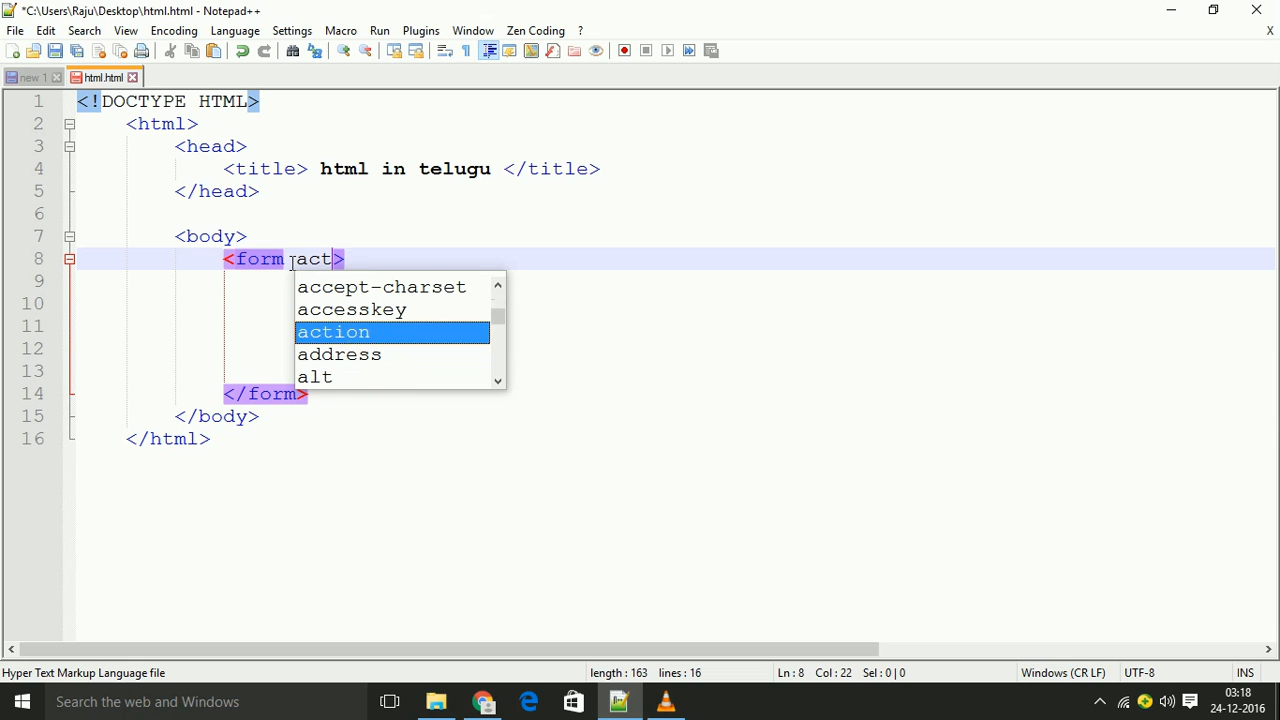 *C:\Users\Raju\Desktop\html.html - Notepad++
File Edit Search View Encoding Language Settings Macro Run Plugins Window Zen Coding ? X
new 1 html.html
1 <!DOCTYPE HTML>
2 <html>
3 <head>
4 <title> html in telugu </title>
5 </head>
6
7 <body>
8 <form act>
9 accept-charset
10 accesskey
11 action
12 address
13 alt
14 </form>
15 </body>
16 </html>
Hyper Text Markup Language file length : 163 lines : 16 Ln : 8 Col : 22 Sel : 0 | 0 Windows (CR LF) UTF-8 INS
Search the web and Windows 03:18
24-12-2016